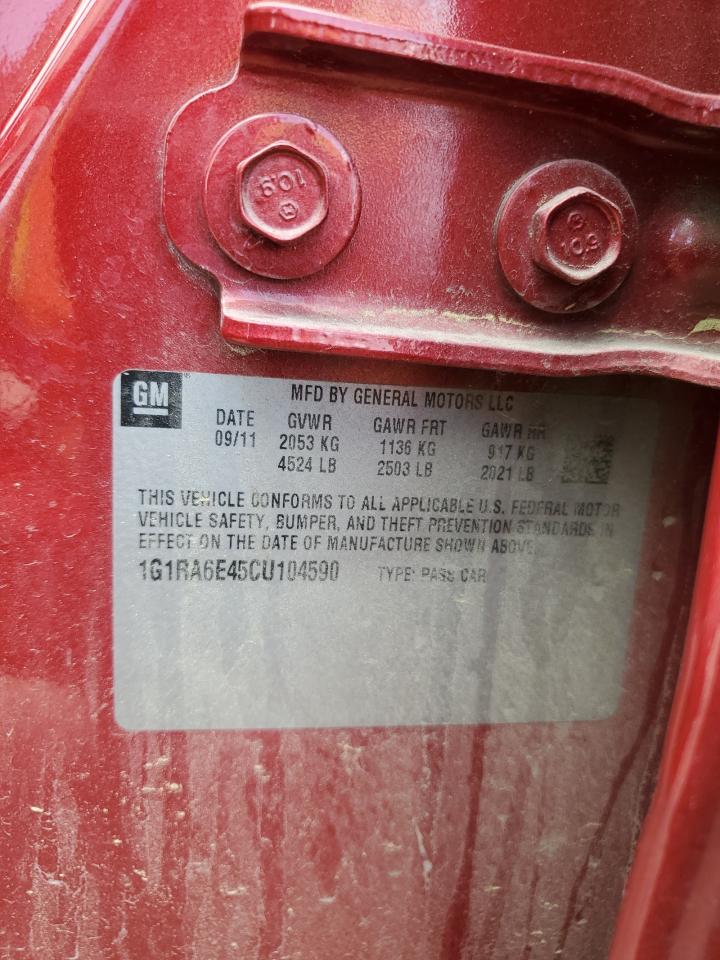 10.9
10.9
GM
MFD BY GENERAL MOTORS LLC
DATE GVWR GAWR FRT GAWR RR
09/11 2053 KG 1136 KG 917 KG
4524 LB 2503 LB 2021 LB
THIS VEHICLE CONFORMS TO ALL APPLICABLE U.S. FEDERAL MOTOR
VEHICLE SAFETY, BUMPER, AND THEFT PREVENTION STANDARDS IN
EFFECT ON THE DATE OF MANUFACTURE SHOWN ABOVE.
1G1RA6E45CU104590 TYPE: PASS CAR